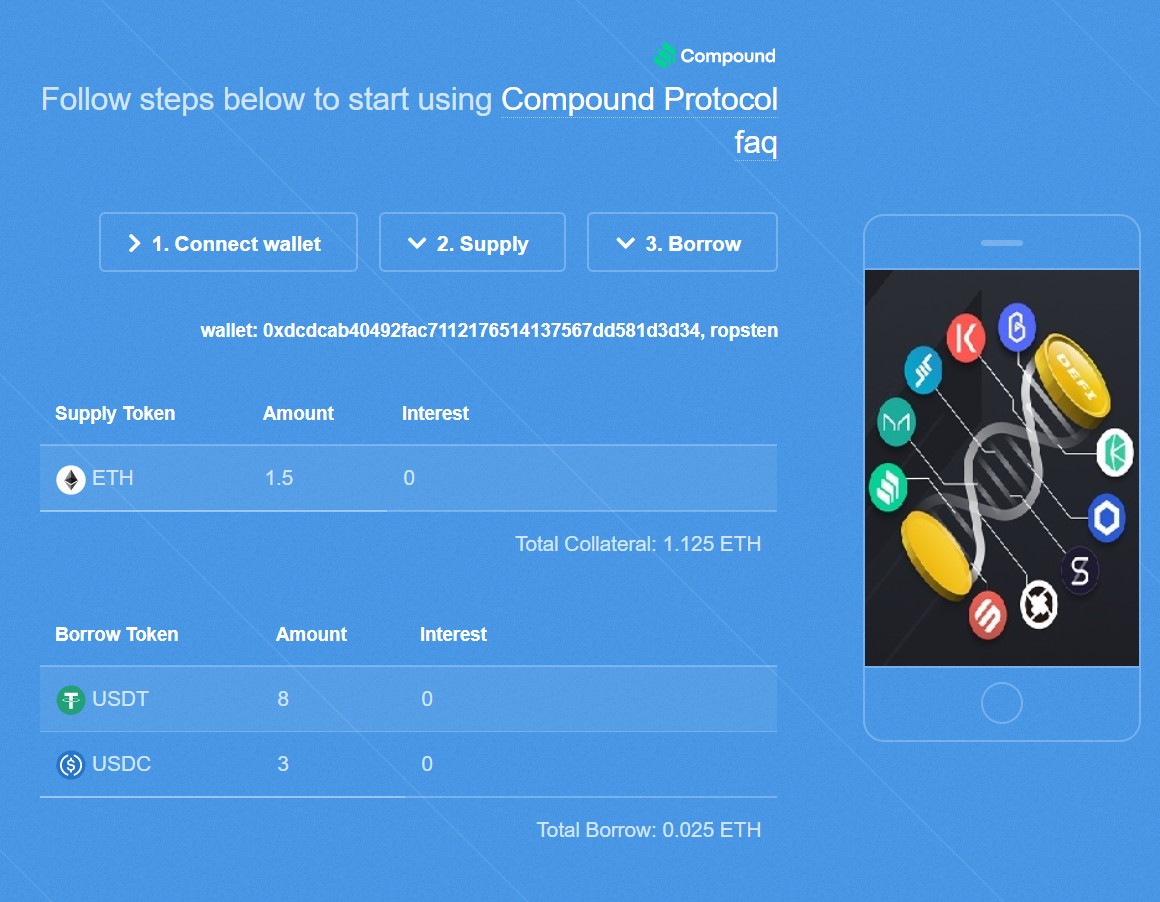 Compound
Follow steps below to start using Compound Protocol
faq
1. Connect wallet 2. Supply 3. Borrow
wallet: 0xdcdcab40492fac7112176514137567dd581d3d34, ropsten
Supply Token Amount Interest
ETH 1.5 0
Total Collateral: 1.125 ETH
Borrow Token Amount Interest
USDT 8 0
USDC 3 0
Total Borrow: 0.025 ETH
DEFI